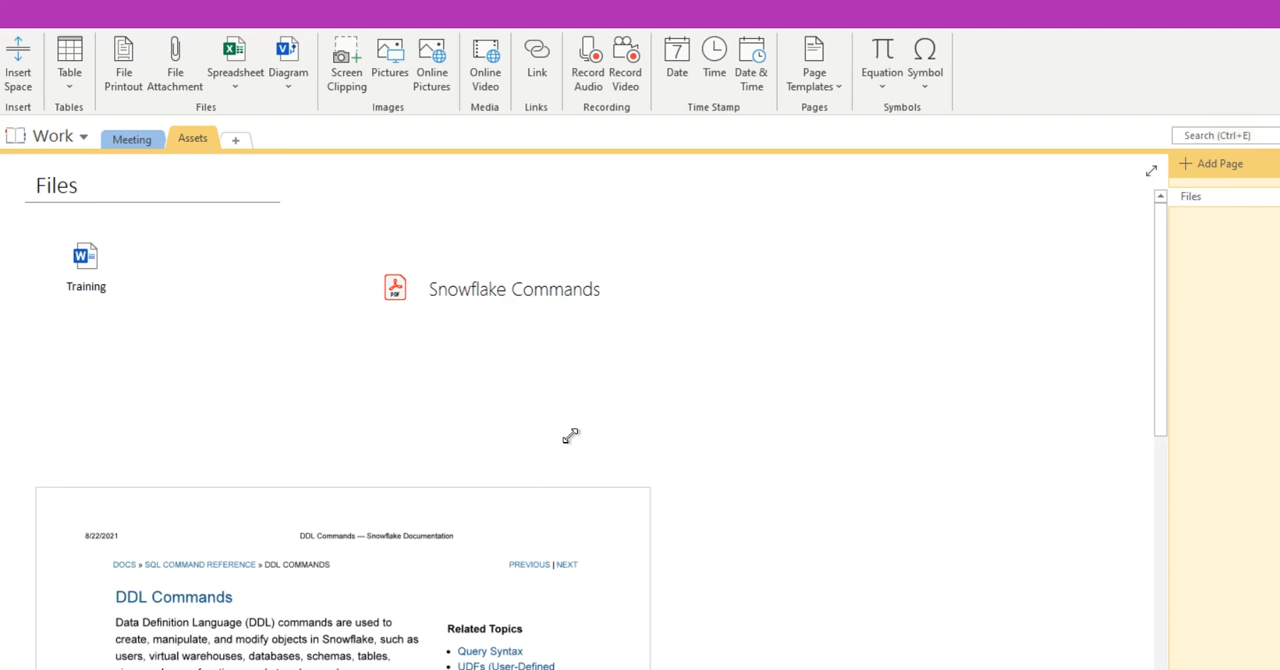 Insert Space
Table
File Printout
File Attachment
Spreadsheet
Diagram
Screen Clipping
Pictures
Online Pictures
Online Video
Link
Record Audio
Record Video
Date
Time
Date & Time
Page Templates
Equation
Symbol
Insert
Tables
Files
Images
Media
Links
Recording
Time Stamp
Pages
Symbols
Work
Meeting
Assets
Search (Ctrl+E)
Add Page
Files
Files
W
Training
PDF
Snowflake Commands
8/22/2021
DDL Commands — Snowflake Documentation
DOCS » SQL COMMAND REFERENCE » DDL COMMANDS
PREVIOUS | NEXT
DDL Commands
Data Definition Language (DDL) commands are used to
create, manipulate, and modify objects in Snowflake, such as
users, virtual warehouses, databases, schemas, tables,
Related Topics
• Query Syntax
• UDFs (User-Defined